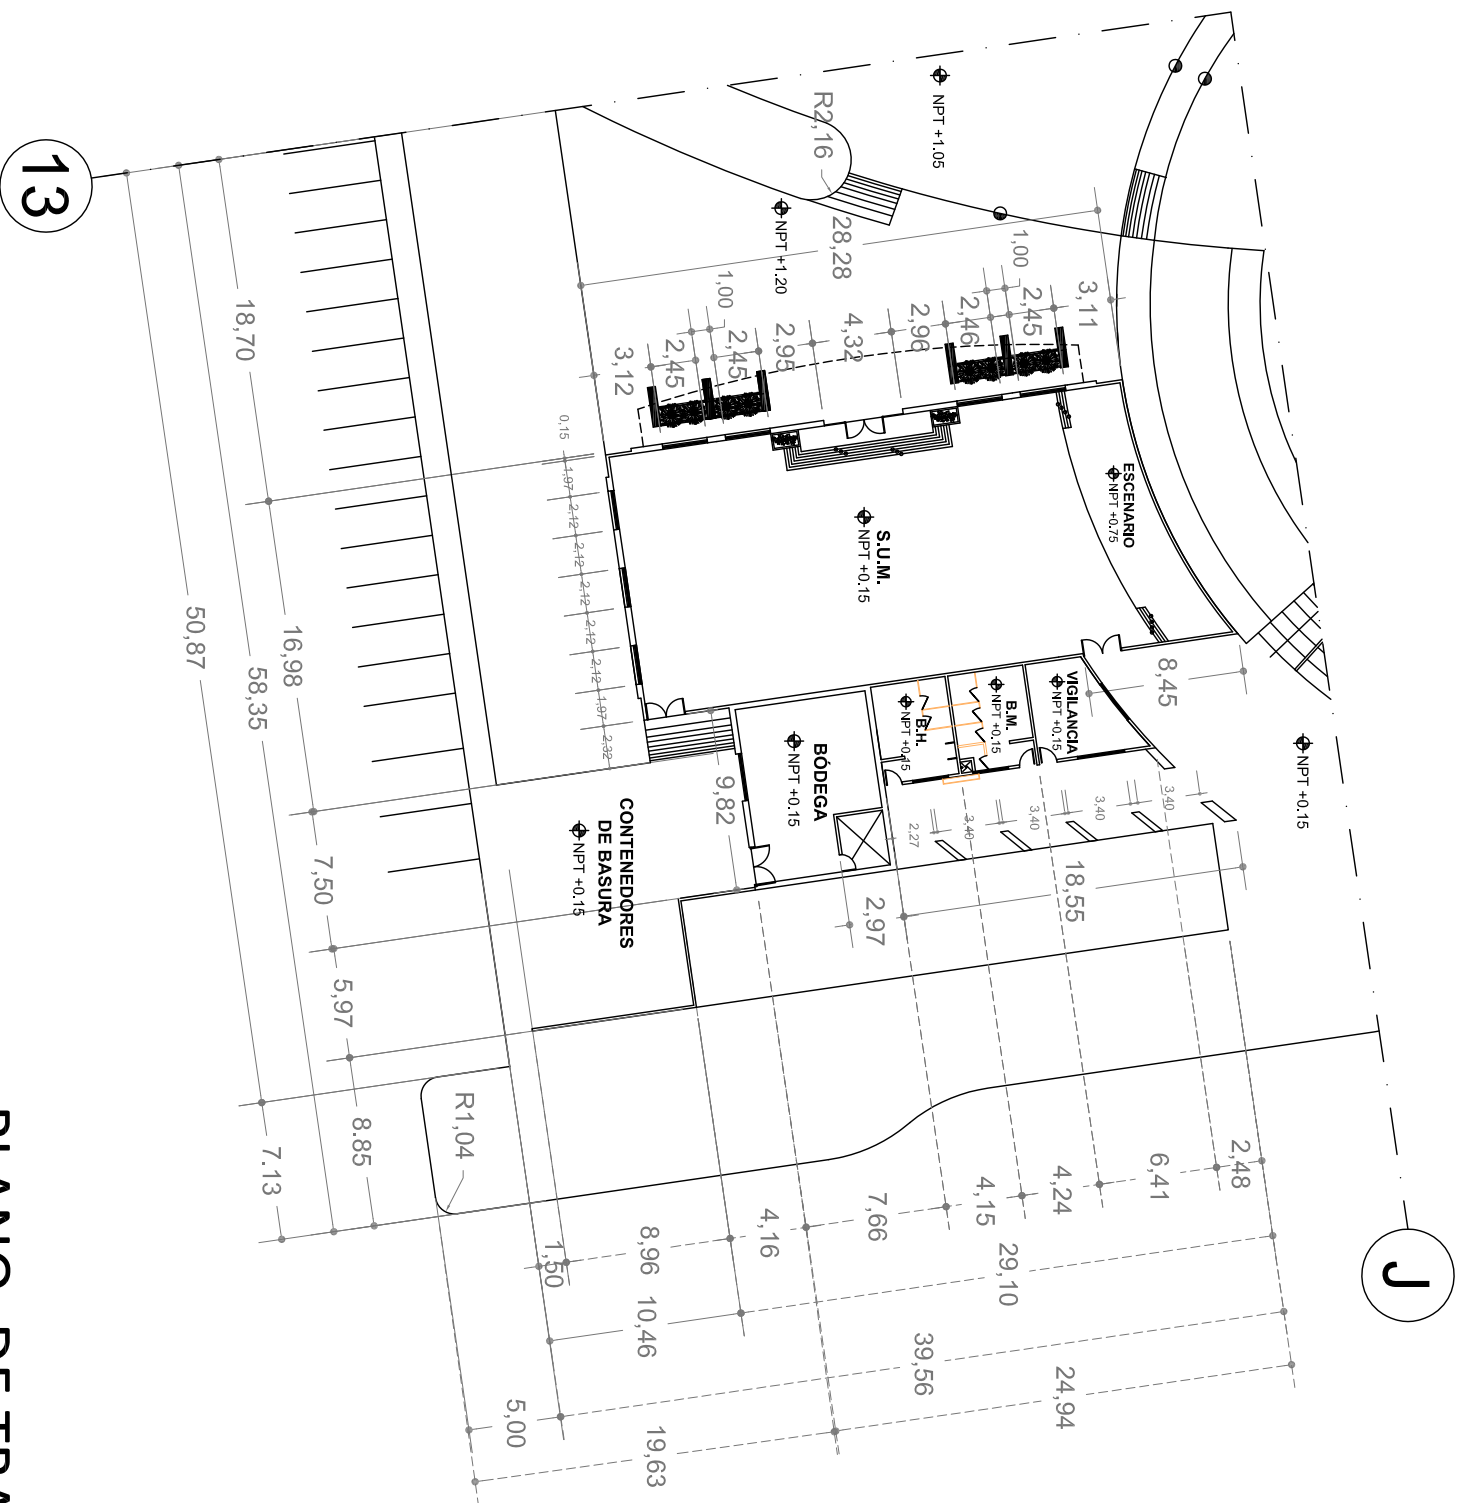 13
J
R2,16
NPT +1.05
NPT +1.20
28,28
1,00
3,11
2,45
2,46
2,96
4,32
2,95
1,00
2,45
2,45
3,12
18,70
50,87
58,35
16,98
7,50
5,97
8.85
7.13
0,15
1,97
2,12
2,12
2,12
2,12
2,12
1,97
2,32
ESCENARIO
NPT +0.75
S.U.M.
NPT +0.15
VIGILANCIA
NPT +0.15
B.M.
NPT +0.15
B.H.
NPT +0.15
BÓDEGA
NPT +0.15
CONTENEDORES
DE BASURA
NPT +0.15
NPT +0.15
8,45
9,82
3,40
3,40
3,40
3,40
2,27
18,55
2,97
R1,04
2,48
6,41
4,24
4,15
7,66
4,16
8,96
1,50
29,10
10,46
39,56
24,94
5,00
19,63
PLANO DE TRA